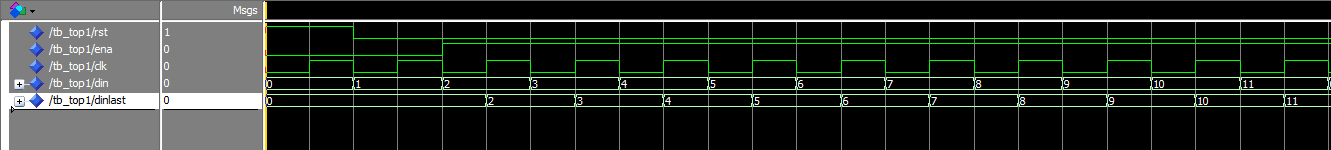 Msgs
/tb_top1/rst 1
/tb_top1/ena 0
/tb_top1/clk 0
/tb_top1/din 0 0 1 2 3 4 5 6 7 8 9 10 11
/tb_top1/dinlast 0 0 2 3 4 5 6 7 8 9 10 11